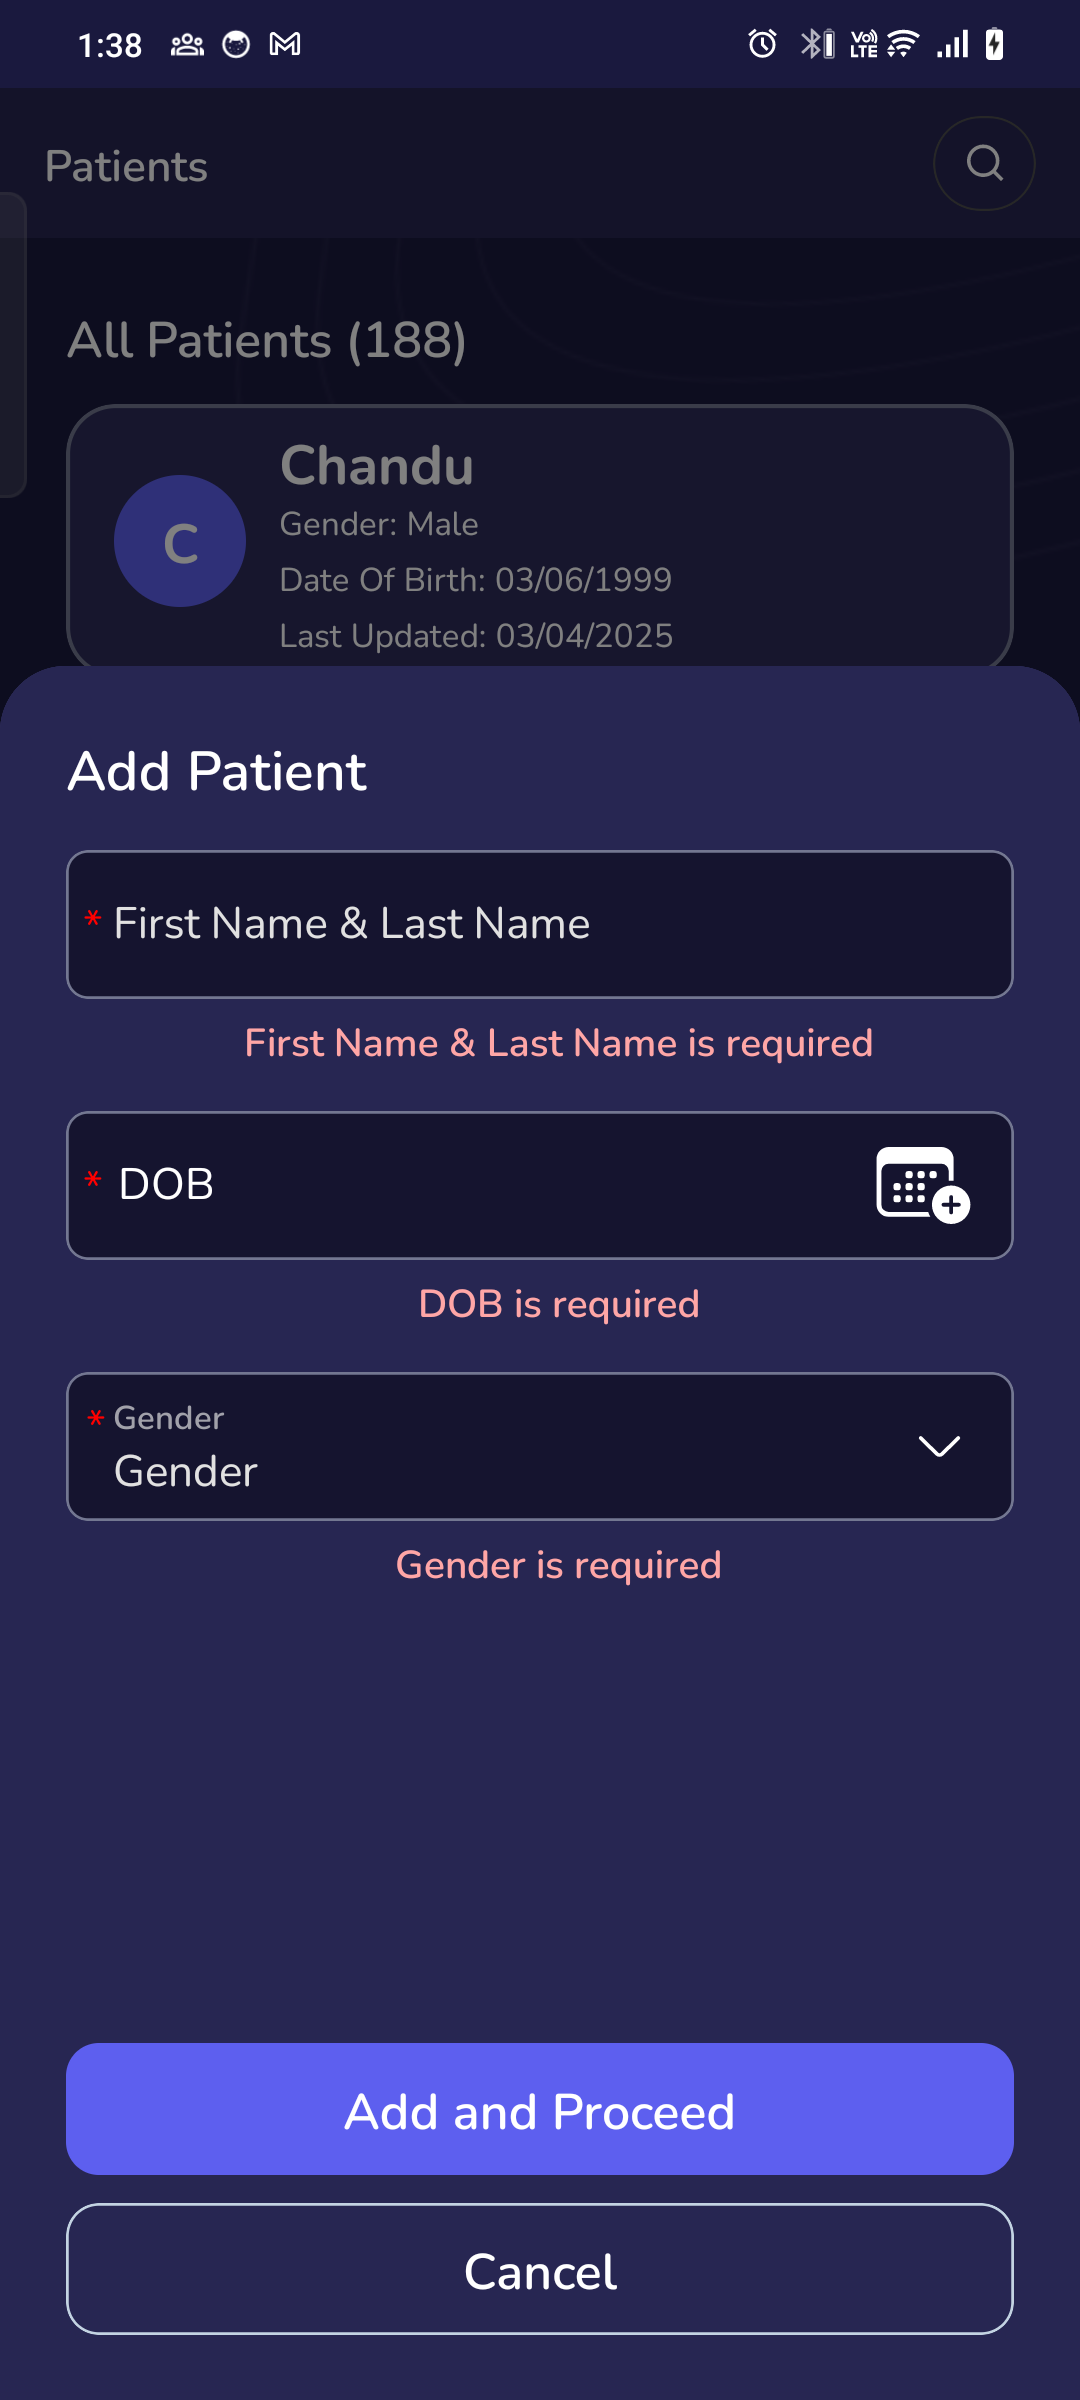 1:38
Vo)) LTE
Patients
All Patients (188)
C
Chandu
Gender: Male
Date Of Birth: 03/06/1999
Last Updated: 03/04/2025
Add Patient
* First Name & Last Name
First Name & Last Name is required
* DOB
DOB is required
* Gender
Gender
Gender is required
Add and Proceed
Cancel